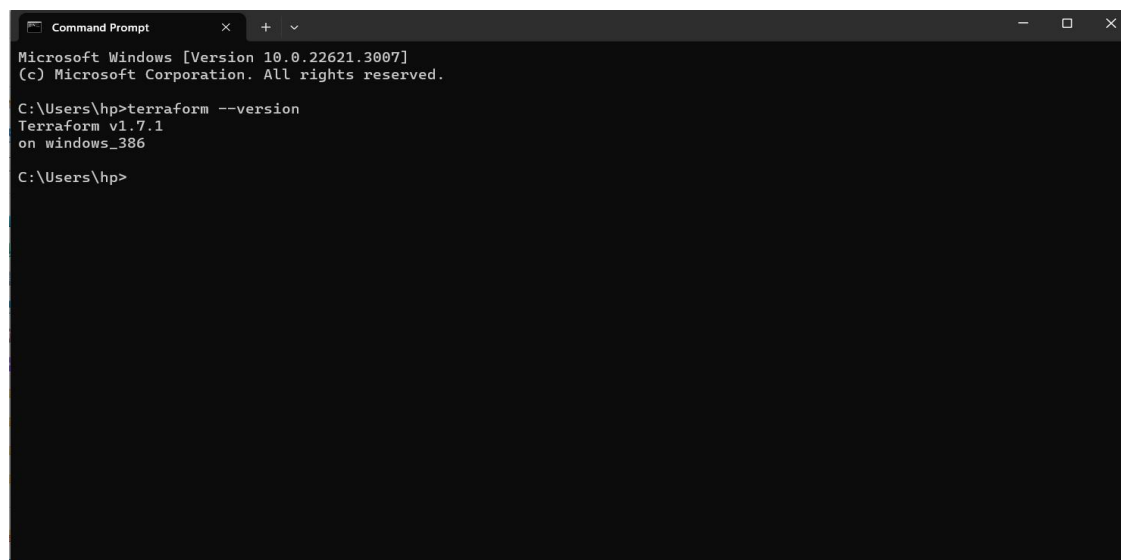 Command Prompt
Microsoft Windows [Version 10.0.22621.3007]
(c) Microsoft Corporation. All rights reserved.
C:\Users\hp>terraform --version
Terraform v1.7.1
on windows_386
C:\Users\hp>